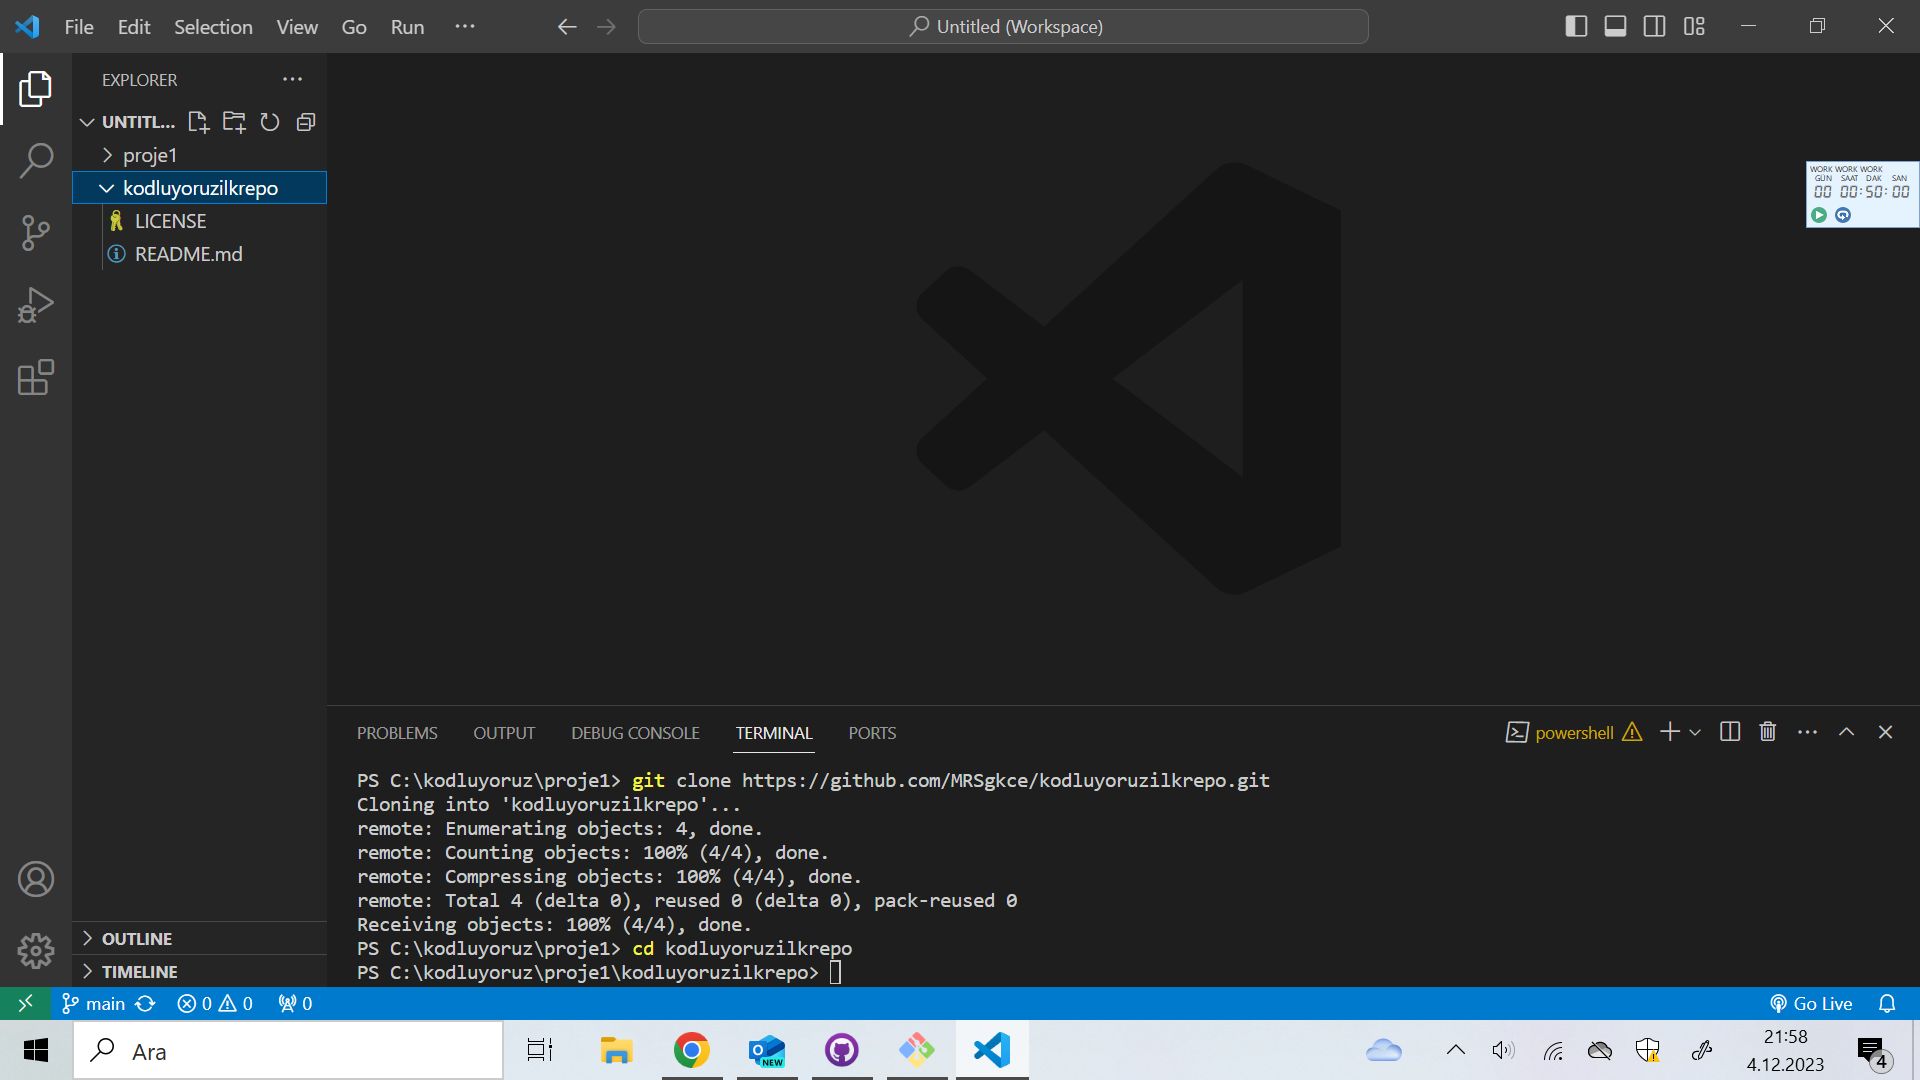 File Edit Selection View Go Run ··· Untitled (Workspace)
EXPLORER ···
UNTITL...
proje1
kodluyoruzilkrepo
LICENSE
README.md
WORK WORK WORK
GÜN SAAT DAK SAN
00 00:50:00
PROBLEMS OUTPUT DEBUG CONSOLE TERMINAL PORTS powershell
PS C:\kodluyoruz\proje1> git clone https://github.com/MRSgkce/kodluyoruzilkrepo.git
Cloning into 'kodluyoruzilkrepo'...
remote: Enumerating objects: 4, done.
remote: Counting objects: 100% (4/4), done.
remote: Compressing objects: 100% (4/4), done.
remote: Total 4 (delta 0), reused 0 (delta 0), pack-reused 0
Receiving objects: 100% (4/4), done.
PS C:\kodluyoruz\proje1> cd kodluyoruzilkrepo
PS C:\kodluyoruz\proje1\kodluyoruzilkrepo>
OUTLINE
TIMELINE
main 0 0 0 Go Live
Ara
NEW
21:58
4.12.2023
4